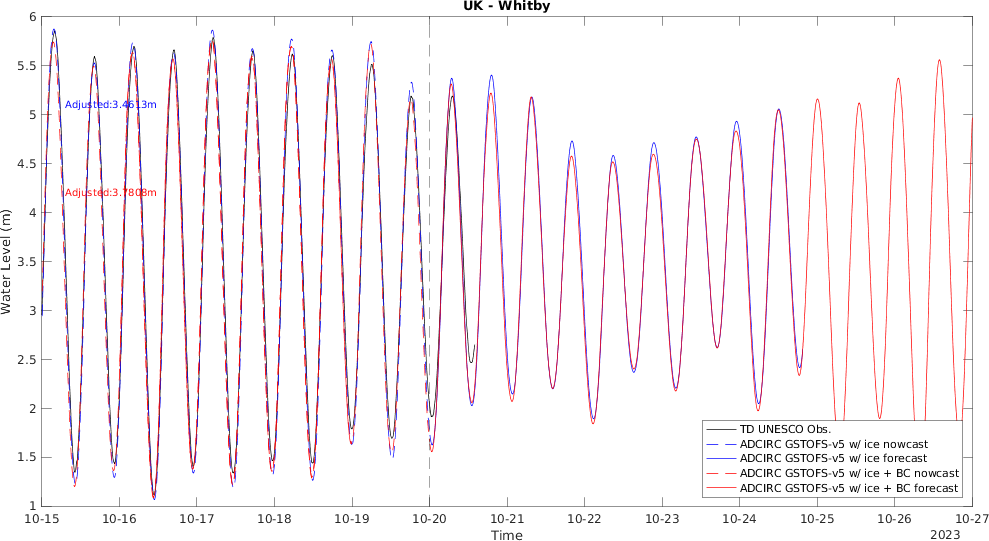 UK - Whitby
6
5.5
5
4.5
4
3.5
3
2.5
2
1.5
1
Water Level (m)
Adjusted:3.4613m
Adjusted:3.7808m
TD UNESCO Obs.
ADCIRC GSTOFS-v5 w/ ice nowcast
ADCIRC GSTOFS-v5 w/ ice forecast
ADCIRC GSTOFS-v5 w/ ice + BC nowcast
ADCIRC GSTOFS-v5 w/ ice + BC forecast
10-15 10-16 10-17 10-18 10-19 10-20 10-21 10-22 10-23 10-24 10-25 10-26 10-27
Time
2023